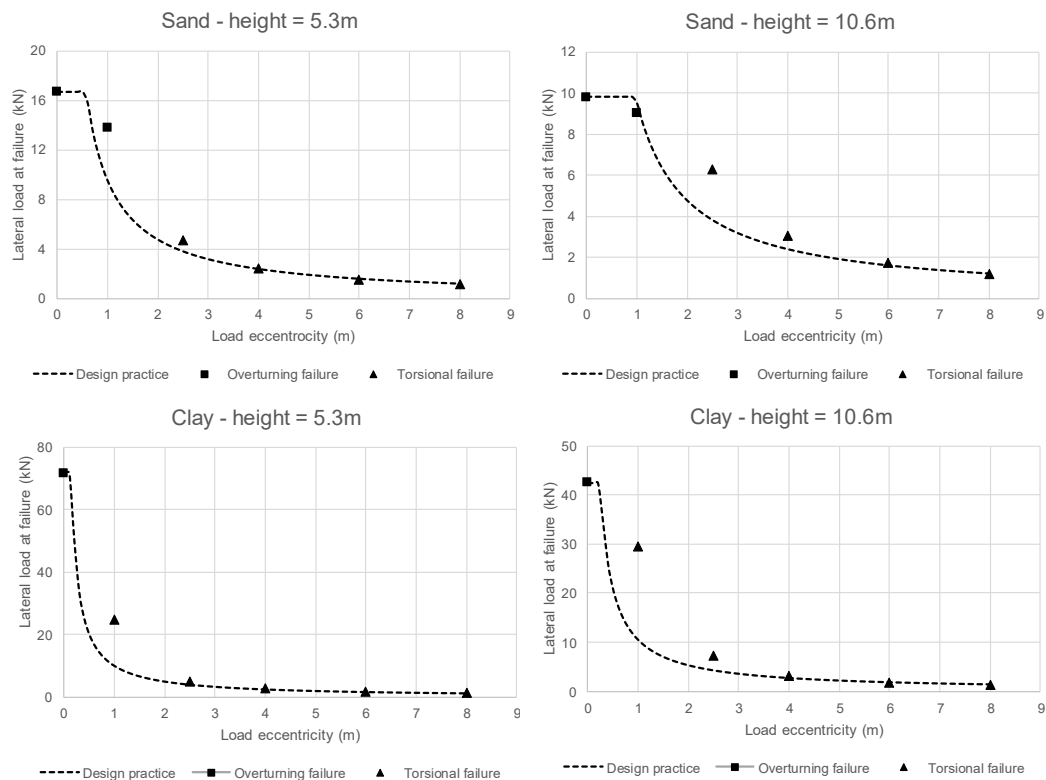 Sand - height = 5.3m
Lateral load at failure (kN)
20
16
12
8
4
0
0 1 2 3 4 5 6 7 8 9
Load eccentrocity (m)
Design practice Overturning failure Torsional failure
Sand - height = 10.6m
Lateral load at failure (kN)
12
10
8
6
4
2
0
0 1 2 3 4 5 6 7 8 9
Load eccentricity (m)
Design practice Overturning failure Torsional failure
Clay - height = 5.3m
Lateral load at failure (kN)
80
60
40
20
0
0 1 2 3 4 5 6 7 8 9
Load eccentricity (m)
Design practice Overturning failure Torsional failure
Clay - height = 10.6m
Lateral load at failure (kN)
50
40
30
20
10
0
0 1 2 3 4 5 6 7 8 9
Load eccentricity (m)
Design practice Overturning failure Torsional failure